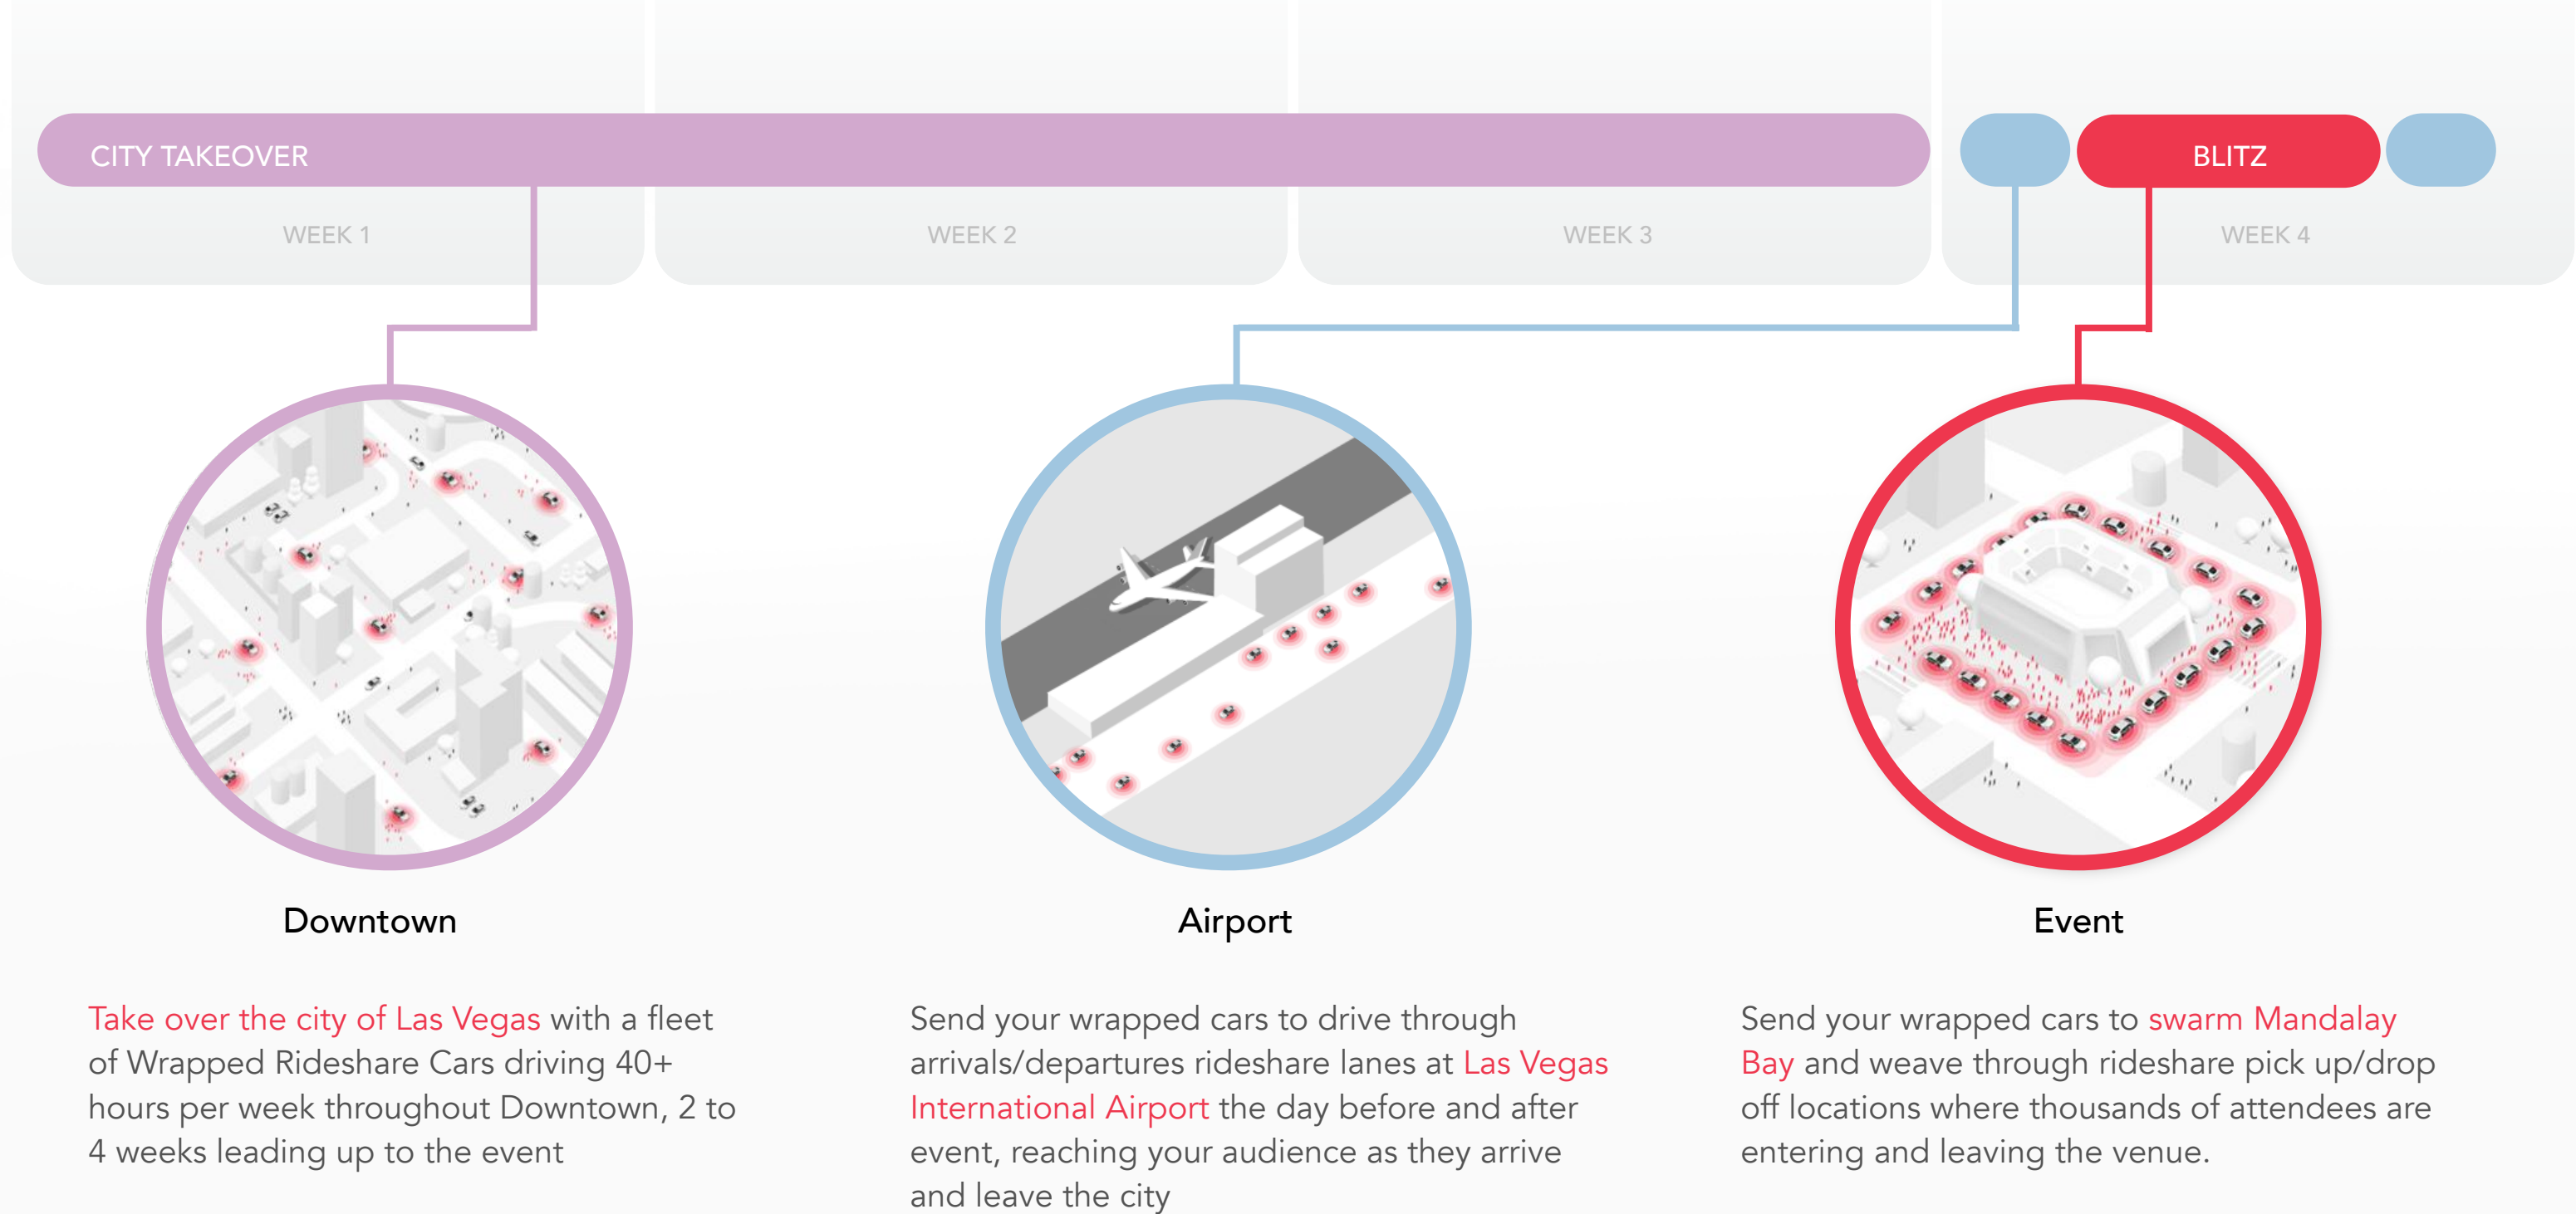 CITY TAKEOVER
BLITZ
WEEK 1
WEEK 2
WEEK 3
WEEK 4
Downtown
Take over the city of Las Vegas with a fleet
of Wrapped Rideshare Cars driving 40+
hours per week throughout Downtown, 2 to
4 weeks leading up to the event
Airport
Send your wrapped cars to drive through
arrivals/departures rideshare lanes at Las Vegas
International Airport the day before and after
event, reaching your audience as they arrive
and leave the city
Event
Send your wrapped cars to swarm Mandalay
Bay and weave through rideshare pick up/drop
off locations where thousands of attendees are
entering and leaving the venue.